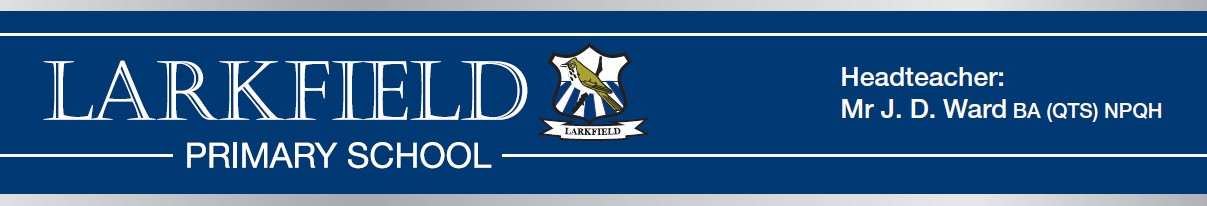 LARKFIELD
PRIMARY SCHOOL
LARKFIELD
Headteacher:
Mr J. D. Ward BA (QTS) NPQH